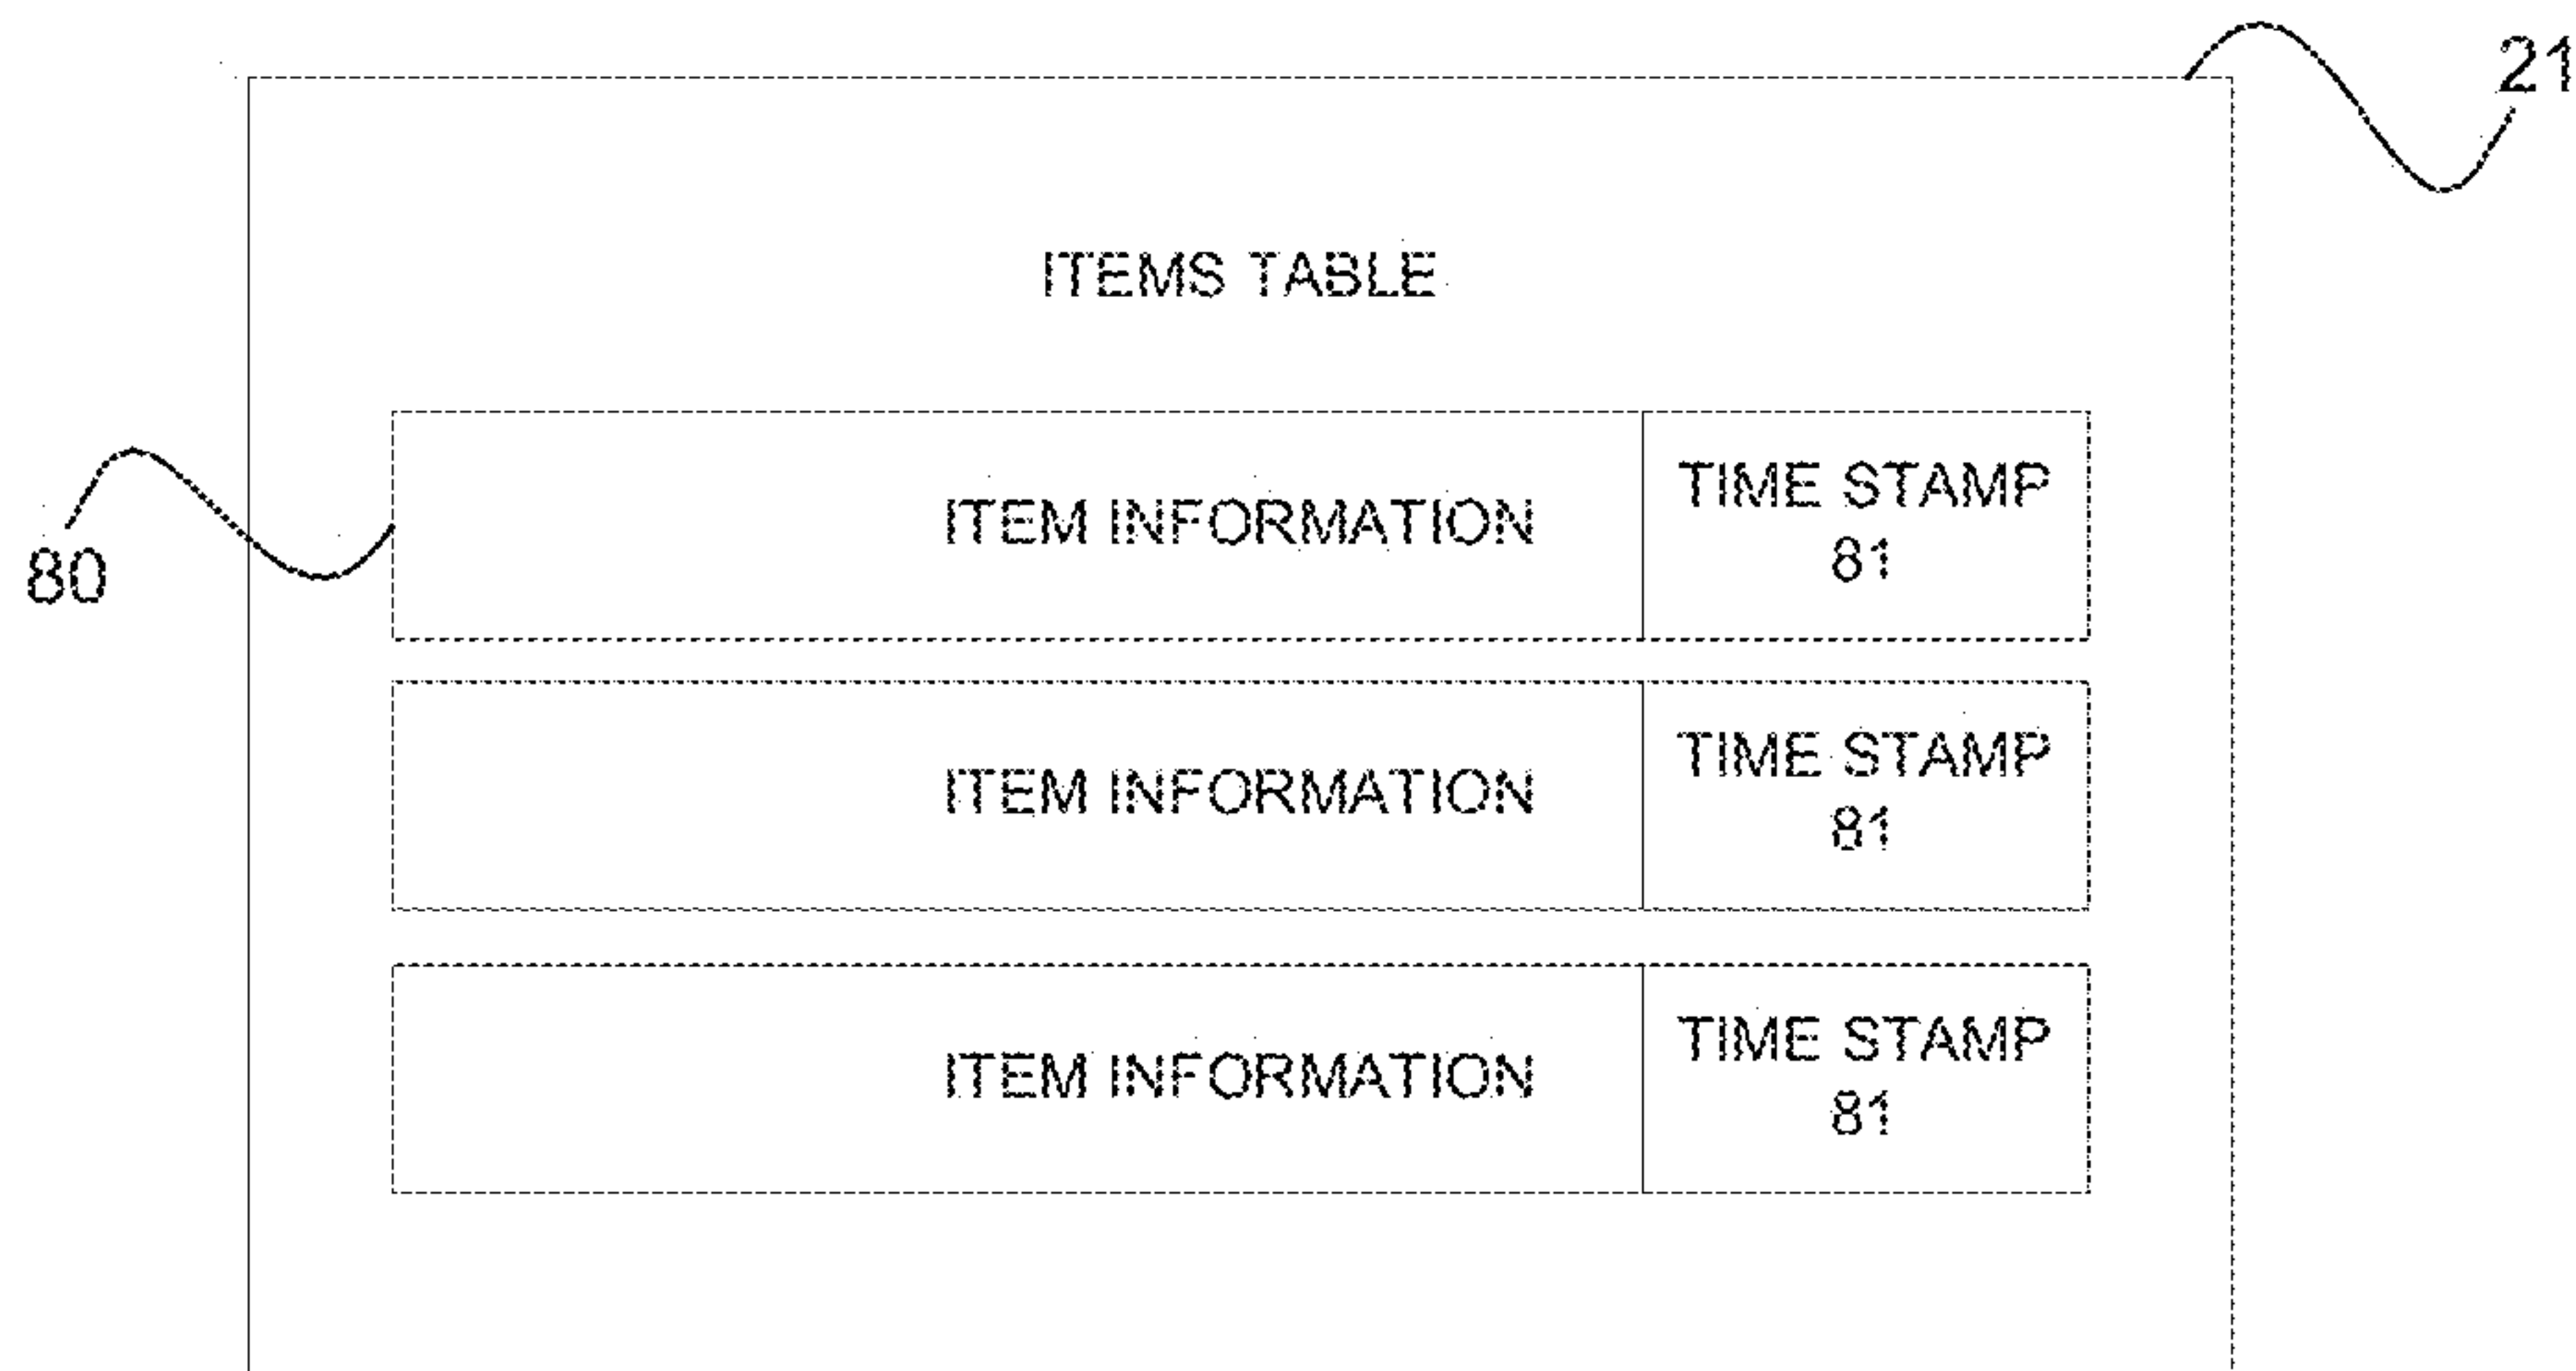 21
ITEMS TABLE
TIME STAMP
ITEM INFORMATION
81
80
TIME STAMP
ITEM INFORMATION
81
TIME STAMP
ITEM INFORMATION
81